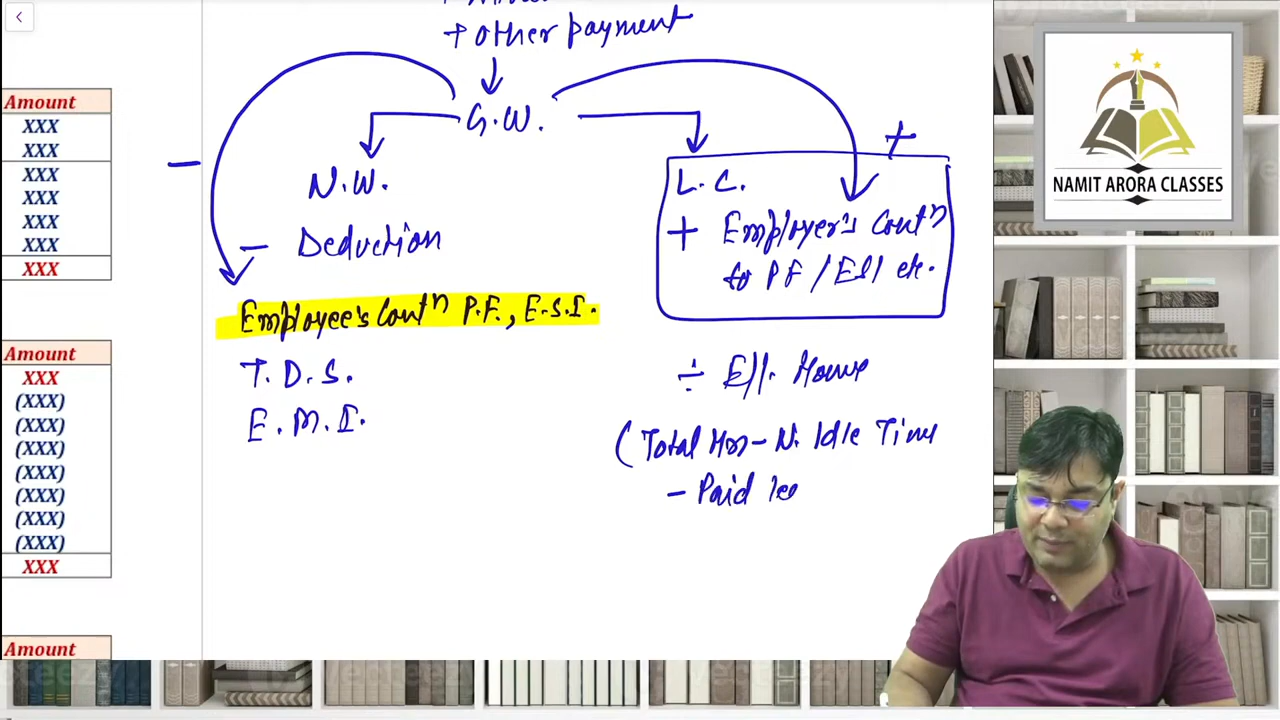 + other payment
G.W.
+
N.W.
L. C.
— Deduction
+ Employer's Contn
to PF / ESI etc.
Employee's Contn P.F., E.S.I.
T. D. S.
÷ Eff. Hours
E. M. I.
(Total Hrs – N. Idle Time
– Paid lea
Amount
XXX
XXX
XXX
XXX
XXX
XXX
XXX
Amount
XXX
(XXX)
(XXX)
(XXX)
(XXX)
(XXX)
(XXX)
(XXX)
XXX
Amount
NAMIT ARORA CLASSES